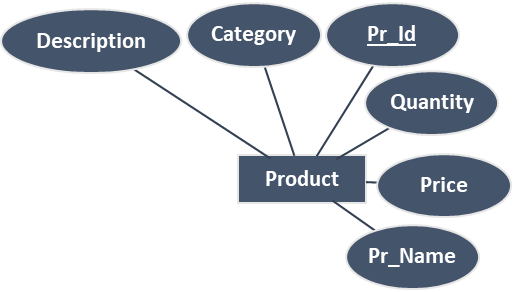 Description
Category
Pr_Id
Quantity
Product
Price
Pr_Name